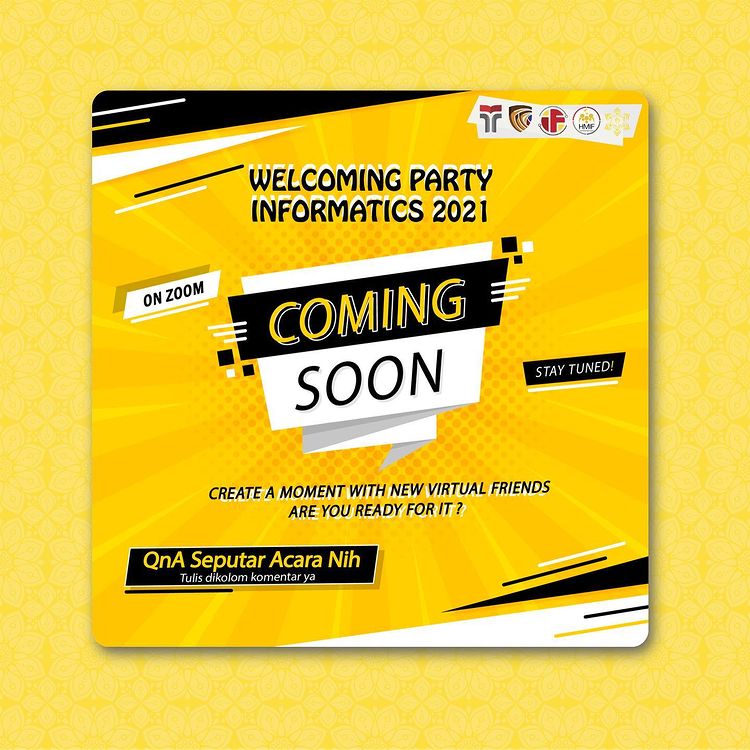 HMIF
WELCOMING PARTY
INFORMATICS 2021
ON ZOOM
COMING
SOON
STAY TUNED!
CREATE A MOMENT WITH NEW VIRTUAL FRIENDS
ARE YOU READY FOR IT ?
QnA Seputar Acara Nih
Tulis dikolom komentar ya